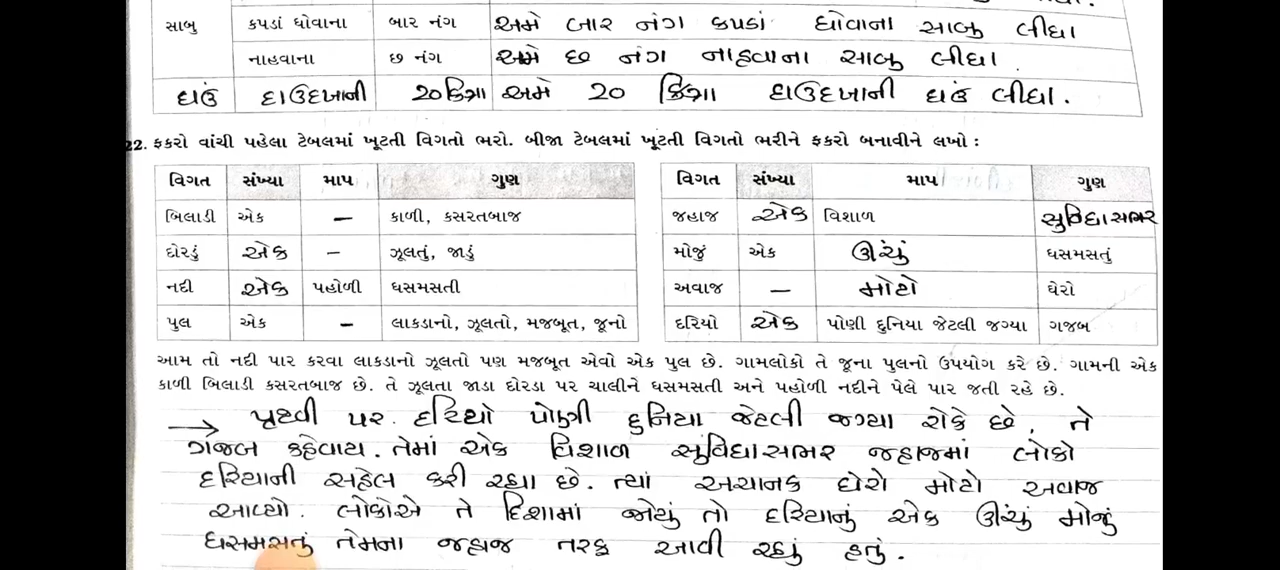 સાબુ કપડાં ધોવાના બાર નંગ અમે બાર નંગ કપડાં ધોવાના સાબુ લીધા
નાહવાના છ નંગ અમે છ નંગ નાહવાના સાબુ લીધા.
ઘઉં દાઉદખાની 20 કિગ્રા અમે 20 કિગ્રા દાઉદખાની ઘઉં લીધા.
22. ફકરો વાંચી પહેલા ટેબલમાં ખૂટતી વિગતો ભરો. બીજા ટેબલમાં ખૂટતી વિગતો ભરીને ફકરો બનાવીને લખો :
વિગત સંખ્યા માપ ગુણ
બિલાડી એક – કાળી, કસરતબાજ
દોરડું એક – ઝૂલતું, જાડું
નદી એક પહોળી ધસમસતી
પુલ એક – લાકડાનો, ઝૂલતો, મજબૂત, જૂનો
વિગત સંખ્યા માપ ગુણ
જહાજ એક વિશાળ સુવિધાસભર
મોજું એક ઊંચું ધસમસતું
અવાજ – મોટો ઘેરો
દરિયો એક પોણી દુનિયા જેટલી જગ્યા ગજબ
આમ તો નદી પાર કરવા લાકડાનો ઝૂલતો પણ મજબૂત એવો એક પુલ છે. ગામલોકો તે જૂના પુલનો ઉપયોગ કરે છે. ગામની એક
કાળી બિલાડી કસરતબાજ છે. તે ઝૂલતા જાડા દોરડા પર ચાલીને ધસમસતી અને પહોળી નદીને પેલે પાર જતી રહે છે.
→ પૃથ્વી પર દરિયો પોણી દુનિયા જેટલી જગ્યા રોકે છે, તે
ગજબ કહેવાય. તેમાં એક વિશાળ સુવિધાસભર જહાજમાં લોકો
દરિયાની સહેલ કરી રહ્યા છે. ત્યાં અચાનક ઘેરો મોટો અવાજ
આવ્યો. લોકોએ તે દિશામાં જોયું તો દરિયાનું એક ઊંચું મોજું
ધસમસતું તેમના જહાજ તરફ આવી રહ્યું હતું.